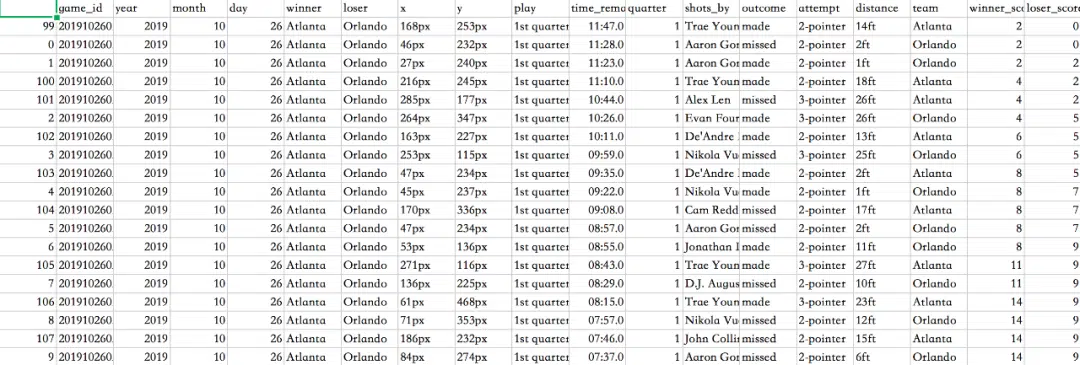 game_id year month day winner loser x y play time_rema quarter shots_by outcome attempt distance team winner_sco loser_score
99 201910260 2019 10 26 Atlanta Orlando 168px 253px 1st quarter 11:47.0 1 Trae Youn made 2-pointer 14ft Atlanta 2 0
0 201910260 2019 10 26 Atlanta Orlando 46px 232px 1st quarter 11:28.0 1 Aaron Gor missed 2-pointer 2ft Orlando 2 0
1 201910260 2019 10 26 Atlanta Orlando 27px 240px 1st quarter 11:23.0 1 Aaron Gor made 2-pointer 1ft Orlando 2 2
100 201910260 2019 10 26 Atlanta Orlando 216px 245px 1st quarter 11:10.0 1 Trae Youn made 2-pointer 18ft Atlanta 4 2
101 201910260 2019 10 26 Atlanta Orlando 285px 177px 1st quarter 10:44.0 1 Alex Len missed 3-pointer 26ft Atlanta 4 2
2 201910260 2019 10 26 Atlanta Orlando 264px 347px 1st quarter 10:26.0 1 Evan Four made 3-pointer 26ft Orlando 4 5
102 201910260 2019 10 26 Atlanta Orlando 163px 227px 1st quarter 10:11.0 1 De'Andre made 2-pointer 13ft Atlanta 6 5
3 201910260 2019 10 26 Atlanta Orlando 253px 115px 1st quarter 09:59.0 1 Nikola Vu missed 3-pointer 25ft Orlando 6 5
103 201910260 2019 10 26 Atlanta Orlando 47px 234px 1st quarter 09:35.0 1 De'Andre made 2-pointer 2ft Atlanta 8 5
4 201910260 2019 10 26 Atlanta Orlando 45px 237px 1st quarter 09:22.0 1 Nikola Vu made 2-pointer 1ft Orlando 8 7
104 201910260 2019 10 26 Atlanta Orlando 170px 336px 1st quarter 09:08.0 1 Cam Redd missed 2-pointer 17ft Atlanta 8 7
5 201910260 2019 10 26 Atlanta Orlando 47px 234px 1st quarter 08:57.0 1 Aaron Gor missed 2-pointer 2ft Orlando 8 7
6 201910260 2019 10 26 Atlanta Orlando 53px 136px 1st quarter 08:55.0 1 Jonathan I made 2-pointer 11ft Orlando 8 9
105 201910260 2019 10 26 Atlanta Orlando 271px 116px 1st quarter 08:43.0 1 Trae Youn made 3-pointer 27ft Atlanta 11 9
7 201910260 2019 10 26 Atlanta Orlando 136px 225px 1st quarter 08:29.0 1 D.J. Augus missed 2-pointer 10ft Orlando 11 9
106 201910260 2019 10 26 Atlanta Orlando 61px 468px 1st quarter 08:15.0 1 Trae Youn made 3-pointer 23ft Atlanta 14 9
8 201910260 2019 10 26 Atlanta Orlando 71px 353px 1st quarter 07:57.0 1 Nikola Vu missed 2-pointer 12ft Orlando 14 9
107 201910260 2019 10 26 Atlanta Orlando 186px 232px 1st quarter 07:46.0 1 John Colli missed 2-pointer 15ft Atlanta 14 9
9 201910260 2019 10 26 Atlanta Orlando 84px 274px 1st quarter 07:37.0 1 Aaron Gor missed 2-pointer 6ft Orlando 14 9